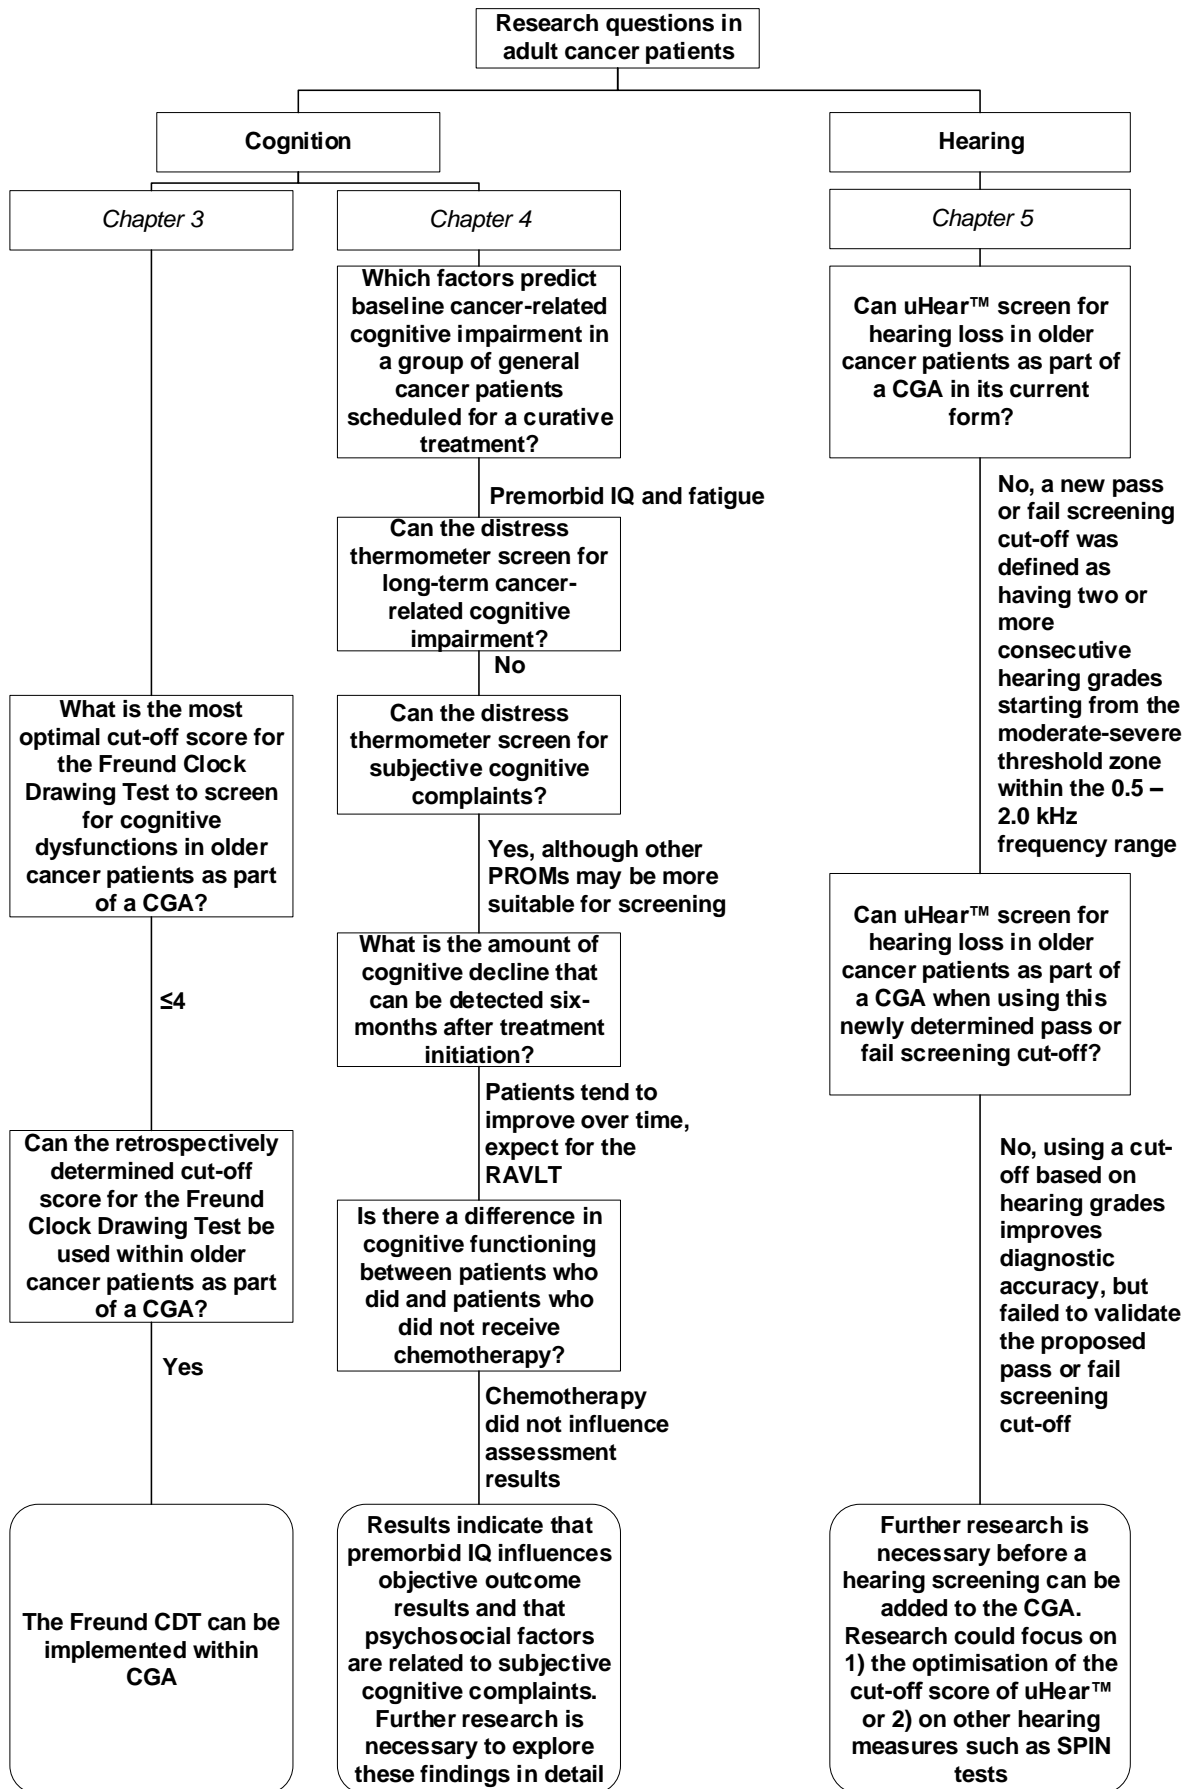 Research questions in
adult cancer patients
Cognition
Hearing
Chapter 3
Chapter 4
Chapter 5
Which factors predict
baseline cancer-related
cognitive impairment in
a group of general
cancer patients
scheduled for a curative
treatment?
Premorbid IQ and fatigue
Can the distress
thermometer screen for
long-term cancer-
related cognitive
impairment?
No
Can the distress
thermometer screen for
subjective cognitive
complaints?
Yes, although other
PROMs may be more
suitable for screening
What is the amount of
cognitive decline that
can be detected six-
months after treatment
initiation?
Patients tend to
improve over time,
expect for the
RAVLT
Is there a difference in
cognitive functioning
between patients who
did and patients who
did not receive
chemotherapy?
Chemotherapy
did not influence
assessment
results
Results indicate that
premorbid IQ influences
objective outcome
results and that
psychosocial factors
are related to subjective
cognitive complaints.
Further research is
necessary to explore
these findings in detail
What is the most
optimal cut-off score for
the Freund Clock
Drawing Test to screen
for cognitive
dysfunctions in older
cancer patients as part
of a CGA?
≤4
Can the retrospectively
determined cut-off
score for the Freund
Clock Drawing Test be
used within older
cancer patients as part
of a CGA?
Yes
The Freund CDT can be
implemented within
CGA
Can uHear™ screen for
hearing loss in older
cancer patients as part of
a CGA in its current
form?
No, a new pass
or fail screening
cut-off was
defined as
having two or
more
consecutive
hearing grades
starting from the
moderate-severe
threshold zone
within the 0.5 –
2.0 kHz
frequency range
Can uHear™ screen for
hearing loss in older
cancer patients as part of
a CGA when using this
newly determined pass or
fail screening cut-off?
No, using a cut-
off based on
hearing grades
improves
diagnostic
accuracy, but
failed to validate
the proposed
pass or fail
screening
cut-off
Further research is
necessary before a
hearing screening can be
added to the CGA.
Research could focus on
1) the optimisation of the
cut-off score of uHear™
or 2) on other hearing
measures such as SPIN
tests